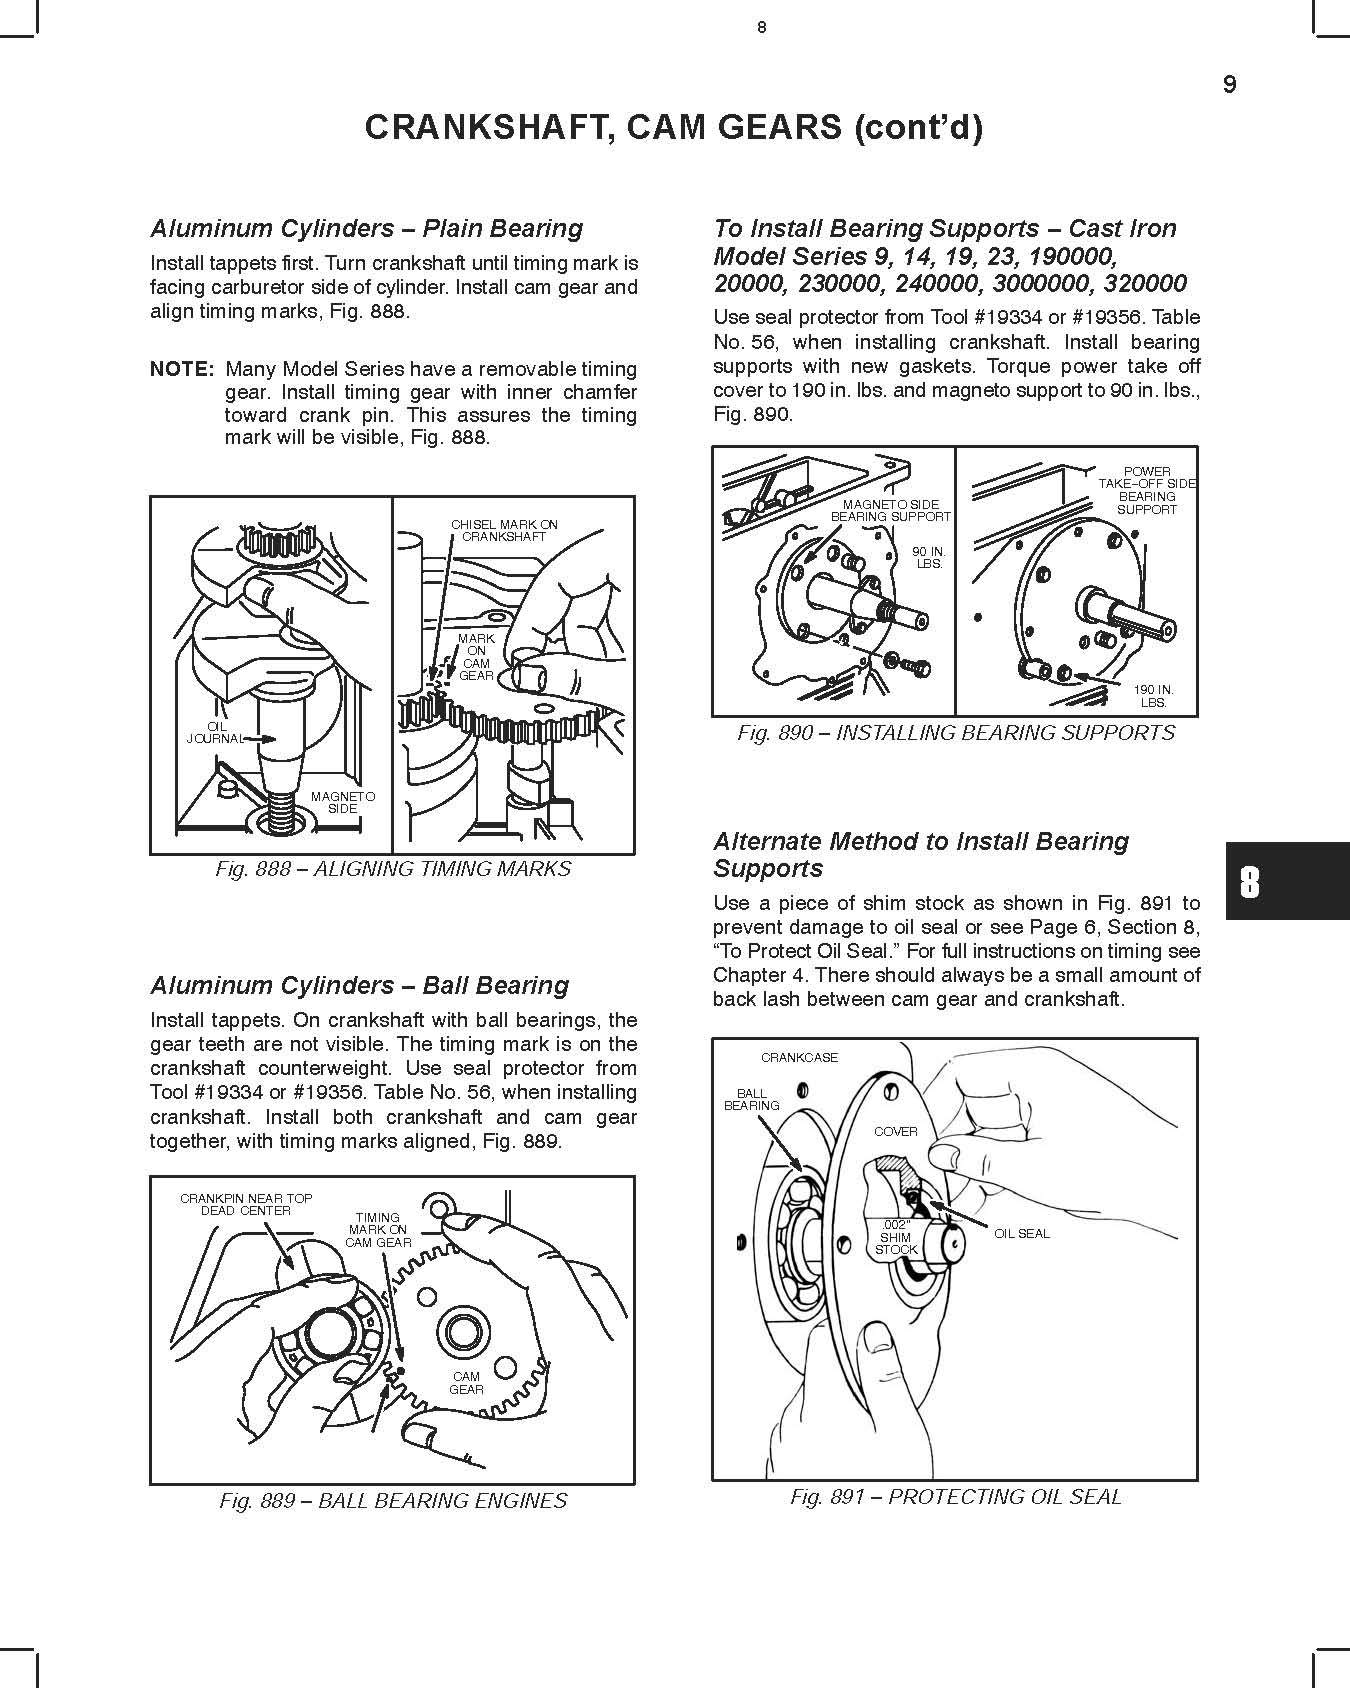 8
9
CRANKSHAFT, CAM GEARS (cont’d)
Aluminum Cylinders – Plain Bearing
Install tappets first. Turn crankshaft until timing mark is
facing carburetor side of cylinder. Install cam gear and
align timing marks, Fig. 888.
NOTE: Many Model Series have a removable timing
gear. Install timing gear with inner chamfer
toward crank pin. This assures the timing
mark will be visible, Fig. 888.
CHISEL MARK ON
CRANKSHAFT
MARK
ON
CAM
GEAR
OIL
JOURNAL
MAGNETO
SIDE
Fig. 888 – ALIGNING TIMING MARKS
Aluminum Cylinders – Ball Bearing
Install tappets. On crankshaft with ball bearings, the
gear teeth are not visible. The timing mark is on the
crankshaft counterweight. Use seal protector from
Tool #19334 or #19356. Table No. 56, when installing
crankshaft. Install both crankshaft and cam gear
together, with timing marks aligned, Fig. 889.
CRANKPIN NEAR TOP
DEAD CENTER
TIMING
MARK ON
CAM GEAR
CAM
GEAR
Fig. 889 – BALL BEARING ENGINES
To Install Bearing Supports – Cast Iron
Model Series 9, 14, 19, 23, 190000,
20000, 230000, 240000, 3000000, 320000
Use seal protector from Tool #19334 or #19356. Table
No. 56, when installing crankshaft. Install bearing
supports with new gaskets. Torque power take off
cover to 190 in. lbs. and magneto support to 90 in. lbs.,
Fig. 890.
MAGNETO SIDE
BEARING SUPPORT
90 IN.
LBS.
POWER
TAKE–OFF SIDE
BEARING
SUPPORT
190 IN.
LBS.
Fig. 890 – INSTALLING BEARING SUPPORTS
Alternate Method to Install Bearing
Supports
Use a piece of shim stock as shown in Fig. 891 to
prevent damage to oil seal or see Page 6, Section 8,
“To Protect Oil Seal.” For full instructions on timing see
Chapter 4. There should always be a small amount of
back lash between cam gear and crankshaft.
8
CRANKCASE
BALL
BEARING
COVER
.002"
SHIM
STOCK
OIL SEAL
Fig. 891 – PROTECTING OIL SEAL